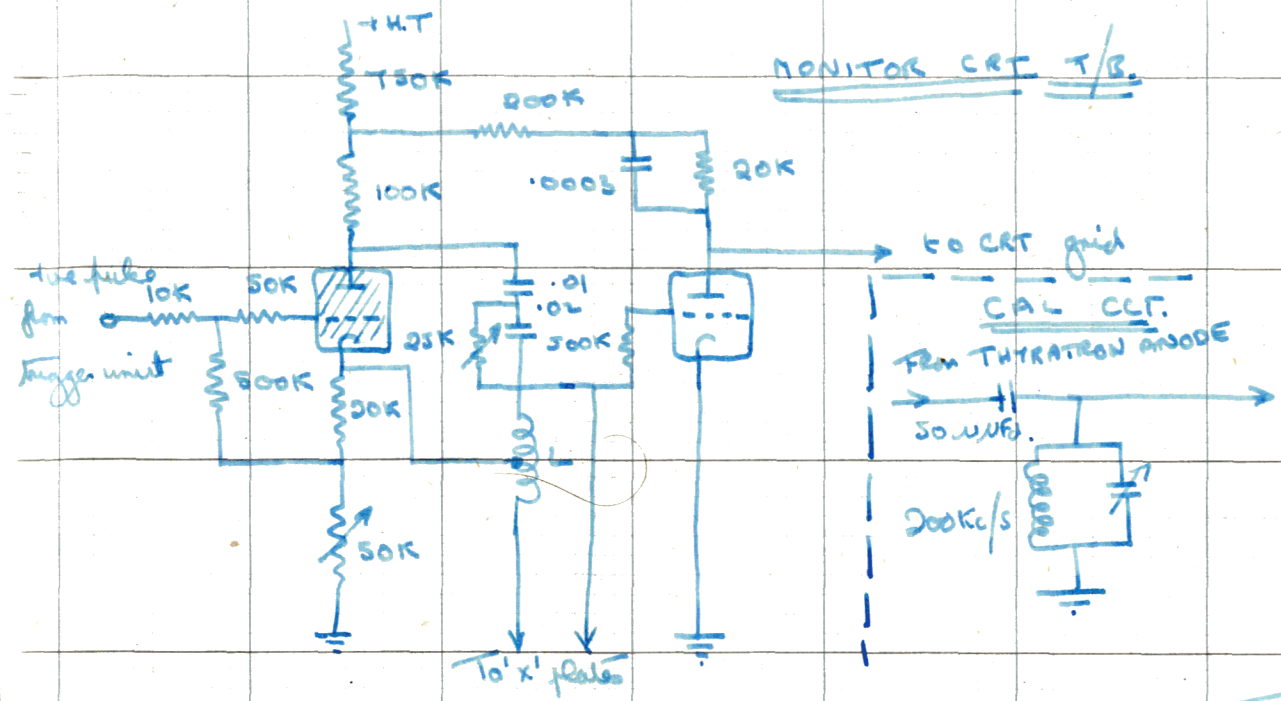 + H.T
MONITOR CRT T/B.
750K
200K
.0003
20K
100K
to CRT grid
+ve pulse
from
trigger unit
10K
50K
.01
.02
25K
500K
500K
20K
L
50K
To 'X' plates
CAL CCT.
FROM THYRATRON ANODE
50 μμFd.
200Kc/s